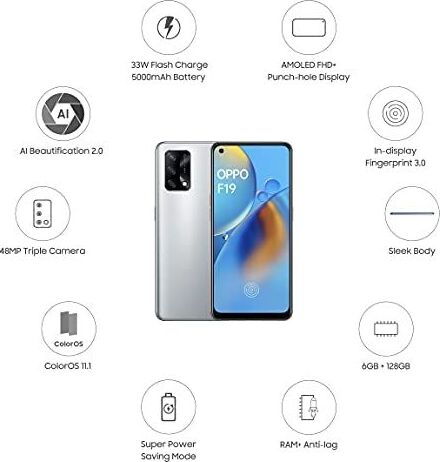 33W Flash Charge
5000mAh Battery
AMOLED FHD+
Punch-hole Display
AI
AI Beautification 2.0
In-display
Fingerprint 3.0
OPPO
F19
48MP Triple Camera
Sleek Body
ColorOS
ColorOS 11.1
6GB + 128GB
Super Power
Saving Mode
RAM+ Anti-lag